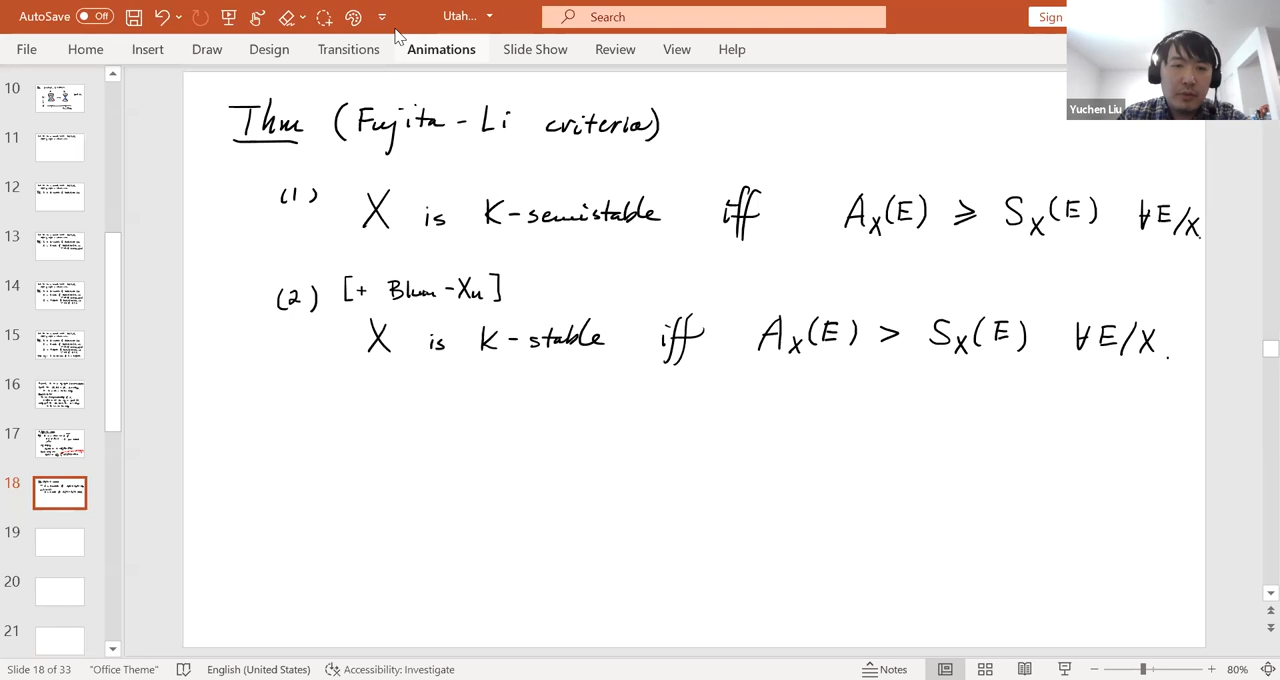 AutoSave Off Utah... Search Sign
File Home Insert Draw Design Transitions Animations Slide Show Review View Help
Yuchen Liu
10
11
12
13
14
15
16
17
18
19
20
21
Thm (Fujita-Li criteria)
(1) X is K-semistable iff A_X(E) ⩾ S_X(E) ∀E/X.
(2) [+ Blum-Xu]
X is K-stable iff A_X(E) > S_X(E) ∀E/X.
Slide 18 of 33 "Office Theme" English (United States) Accessibility: Investigate Notes 80%